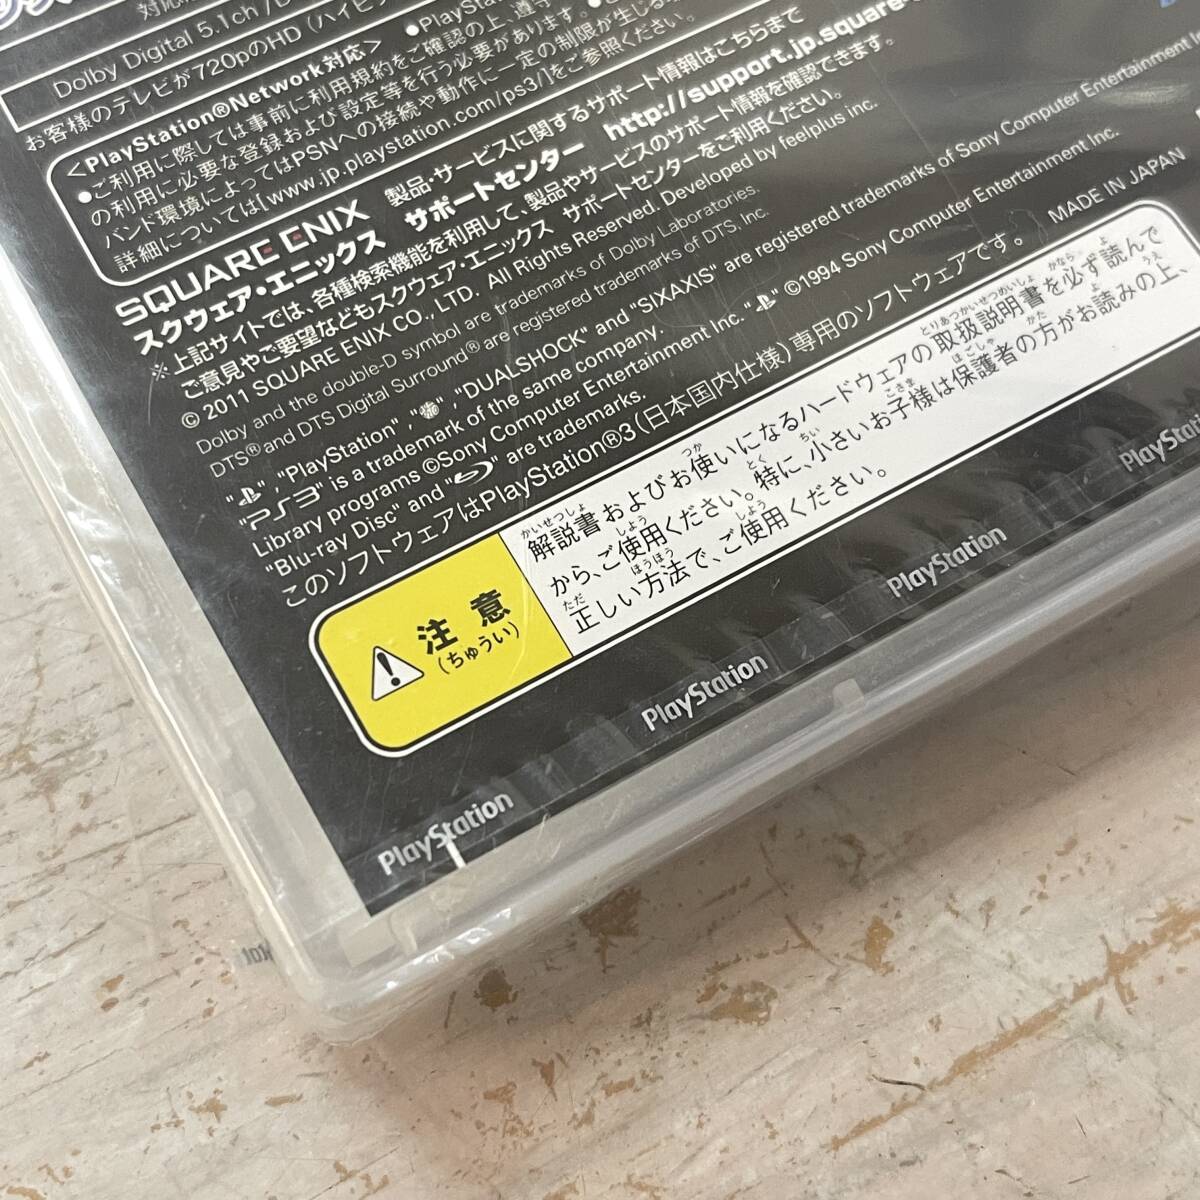 Dolby Digital 5.1ch
お客様のテレビが720pのHD(ハイビ
<PlayStation®Network対応>
●ご利用に際しては事前に利用規約をご確認の上、遵守
の利用に必要な登録および設定等を行う必要があります。
バンド環境によってはPSNへの接続や動作に一定の制限が生じる
詳細については[www.jp.playstation.com/ps3/]をご参照ください。
SQUARE ENIX 製品・サービスに関するサポート情報はこちらまで
スクウェア・エニックス サポートセンター http://support.jp.square-
※上記サイトでは、各種検索機能を利用して、製品やサービスのサポート情報を確認できます。
ご意見やご要望などもスクウェア・エニックス サポートセンターをご利用ください。
© 2011 SQUARE ENIX CO., LTD. All Rights Reserved. Developed by feelplus inc.
Dolby and the double-D symbol are trademarks of Dolby Laboratories.
DTS® and DTS Digital Surround® are registered trademarks of DTS, Inc.
"PlayStation", "DUALSHOCK" and "SIXAXIS" are registered trademarks of Sony Computer Entertainment
"PS3" is a trademark of the same company.
Library programs ©Sony Computer Entertainment Inc. ©1994 Sony Computer Entertainment Inc.
"Blu-ray Disc" and are trademarks.
このソフトウェアはPlayStation®3(日本国内仕様)専用のソフトウェアです。 MADE IN JAPAN
注意
(ちゅうい)
解説書およびお使いになるハードウェアの取扱説明書を必ず読んで
から、ご使用ください。特に、小さいお子様は保護者の方がお読みの上、
正しい方法で、ご使用ください。
PlayStation
PlayStation
PlayStation